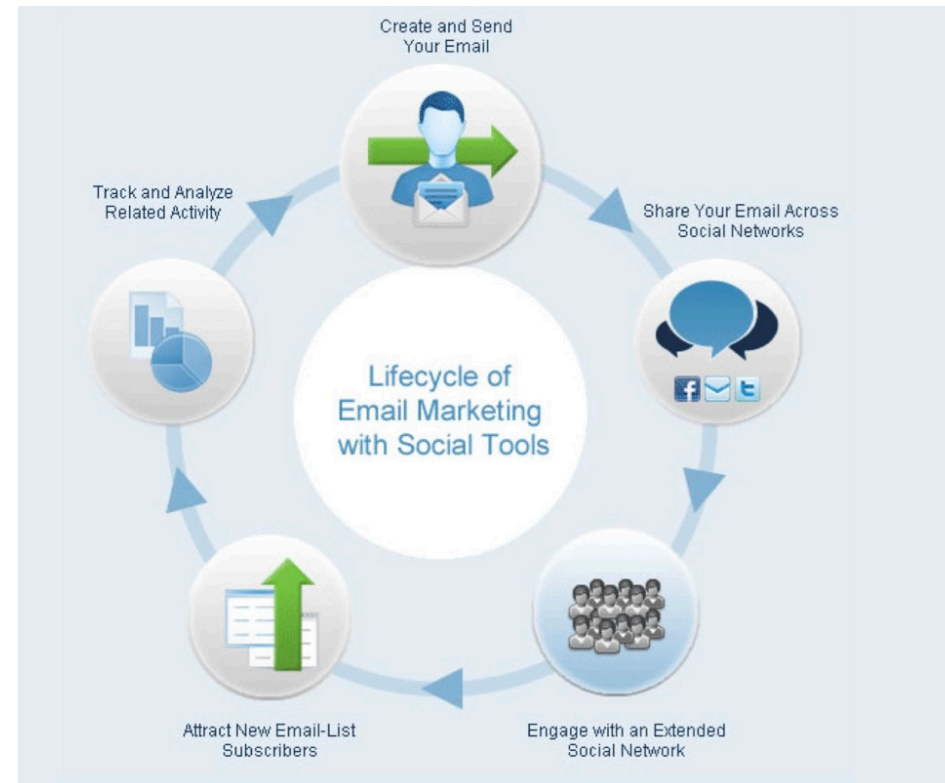 Create and Send
Your Email
Track and Analyze
Related Activity
Share Your Email Across
Social Networks
Lifecycle of
Email Marketing
with Social Tools
Attract New Email-List
Subscribers
Engage with an Extended
Social Network